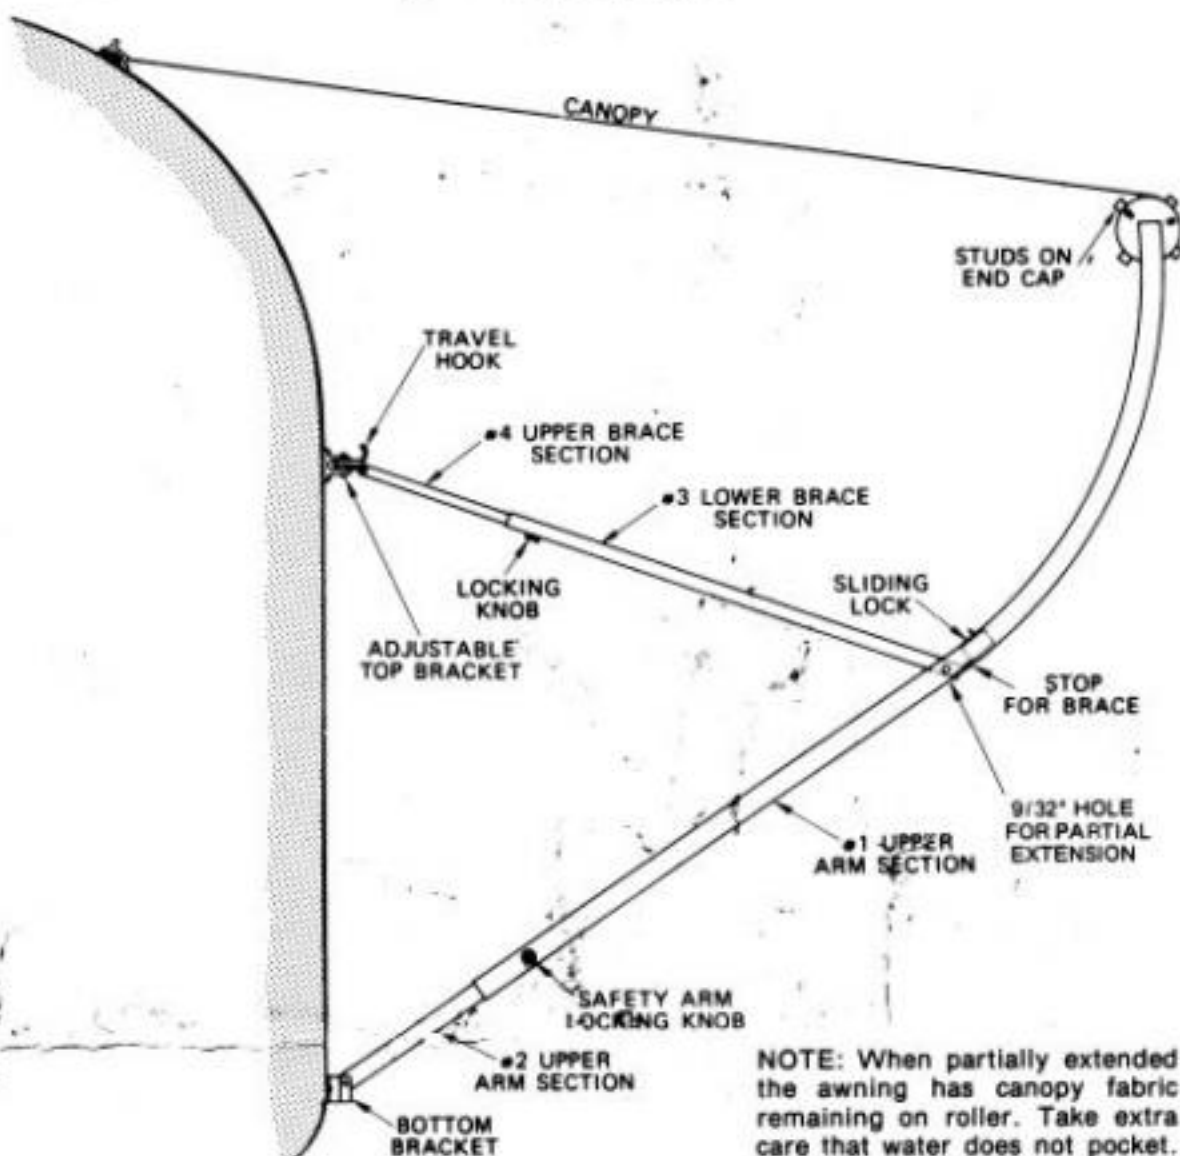 CANOPY
STUDS ON
END CAP
TRAVEL
HOOK
#4 UPPER BRACE
SECTION
#3 LOWER BRACE
SECTION
LOCKING
KNOB
SLIDING
LOCK
ADJUSTABLE
TOP BRACKET
STOP
FOR BRACE
9/32" HOLE
FOR PARTIAL
EXTENSION
#1 UPPER
ARM SECTION
SAFETY ARM
LOCKING KNOB
#2 UPPER
ARM SECTION
BOTTOM
BRACKET
NOTE: When partially extended
the awning has canopy fabric
remaining on roller. Take extra
care that water does not pocket.